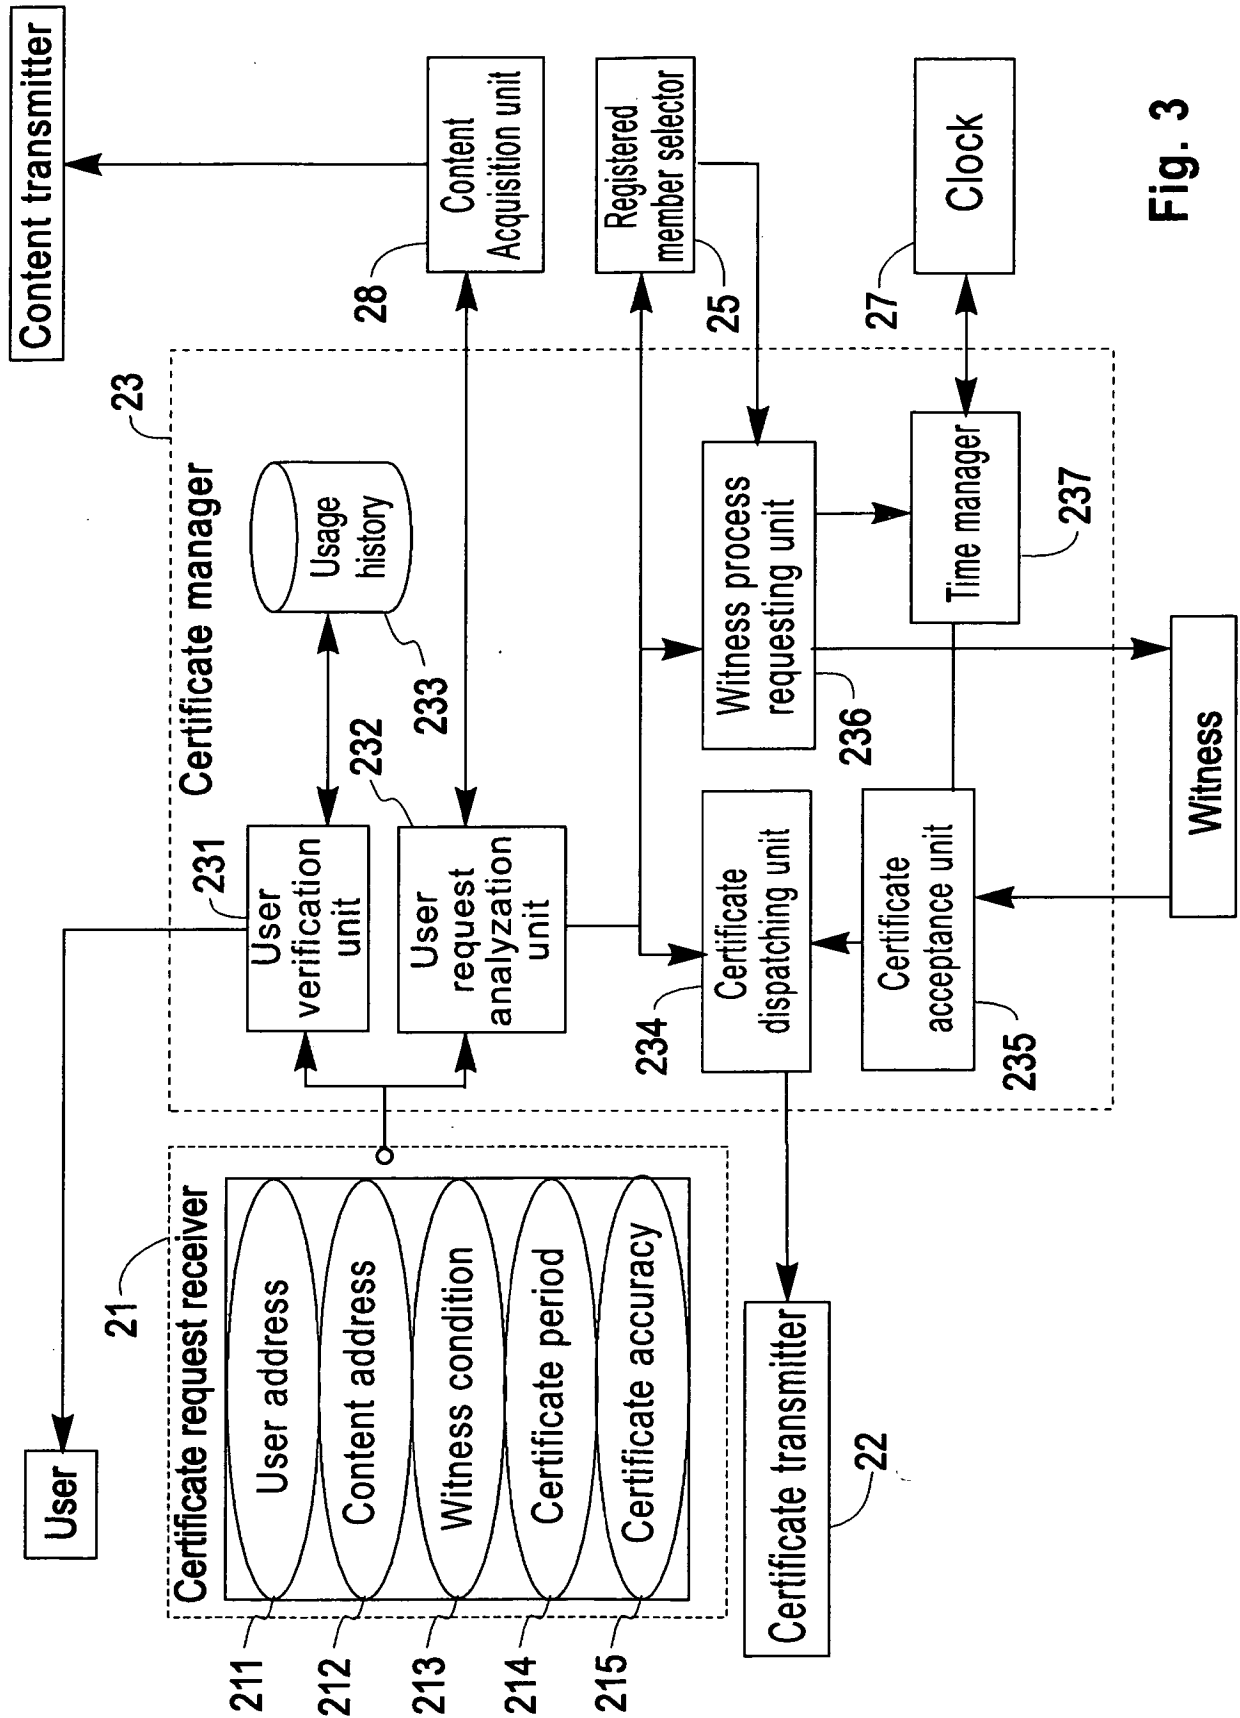 User
Content transmitter
21
Certificate request receiver
User address
Content address
Witness condition
Certificate period
Certificate accuracy
211
212
213
214
215
23
Certificate manager
231
User
verification
unit
Usage
history
233
232
User
request
analyzation
unit
28
Content
Acquisition unit
Registered
member selector
25
234
Certificate
dispatching unit
Witness process
requesting unit
236
27
Clock
Certificate
acceptance unit
235
Time manager
237
Certificate transmitter
22
Witness
Fig. 3